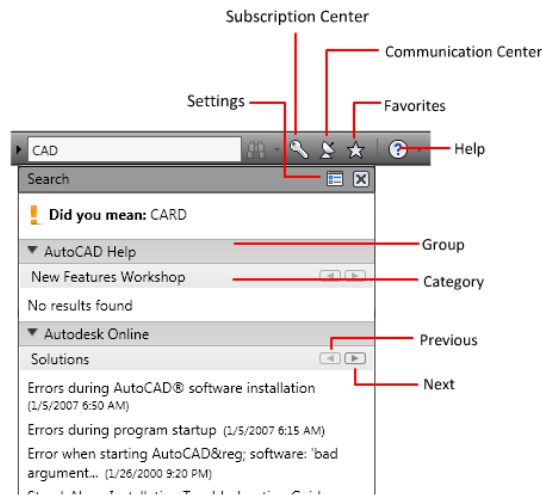 Subscription Center
Communication Center
Settings
Favorites
CAD
Help
Search
Did you mean: CARD
AutoCAD Help
Group
New Features Workshop
Category
No results found
Autodesk Online
Previous
Solutions
Next
Errors during AutoCAD® software installation
(1/5/2007 6:50 AM)
Errors during program startup (1/5/2007 6:15 AM)
Error when starting AutoCAD&reg; software: 'bad
argument... (1/26/2000 9:20 PM)